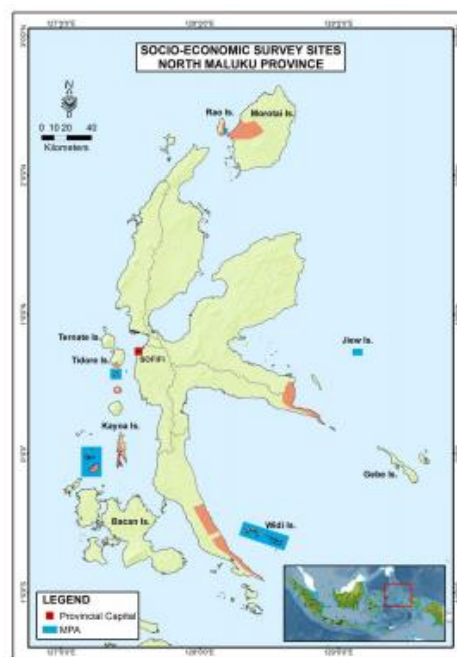 SOCIO-ECONOMIC SURVEY SITES
NORTH MALUKU PROVINCE
N
Rao Is.
Morotai Is.
0 10 20 40
Kilometers
Ternate Is.
Jiew Is.
Tidore Is.
SOFIFI
Kayoa Is.
Gebe Is.
Bacan Is.
Widi Is.
LEGEND
Provincial Capital
MPA